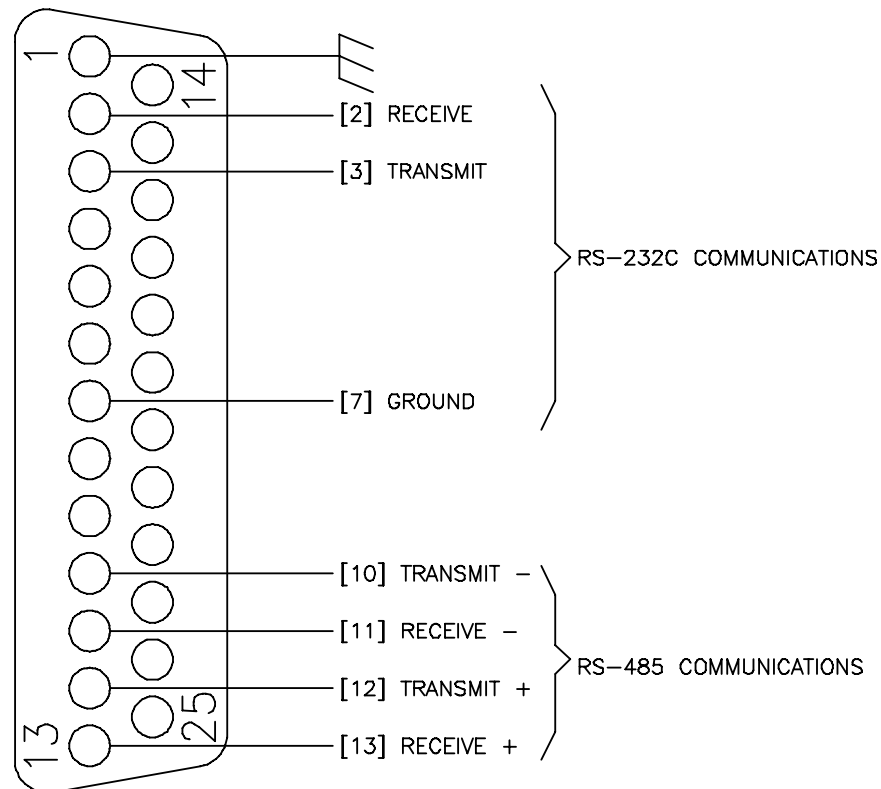 1
14
[2] RECEIVE
[3] TRANSMIT
RS-232C COMMUNICATIONS
[7] GROUND
[10] TRANSMIT -
[11] RECEIVE -
RS-485 COMMUNICATIONS
[12] TRANSMIT +
25
13
[13] RECEIVE +